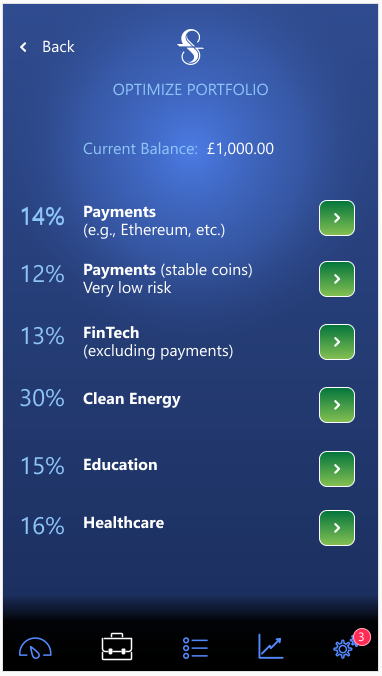 Back
OPTIMIZE PORTFOLIO
Current Balance: £1,000.00
14% Payments
(e.g., Ethereum, etc.)
12% Payments (stable coins)
Very low risk
13% FinTech
(excluding payments)
30% Clean Energy
15% Education
16% Healthcare
3